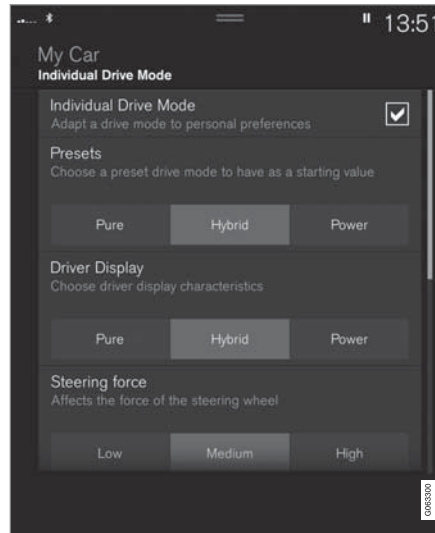 13:51
My Car
Individual Drive Mode
Individual Drive Mode
Adapt a drive mode to personal preferences
Presets
Choose a preset drive mode to have as a starting value
Pure Hybrid Power
Driver Display
Choose driver display characteristics
Pure Hybrid Power
Steering force
Affects the force of the steering wheel
Low Medium High
G063300